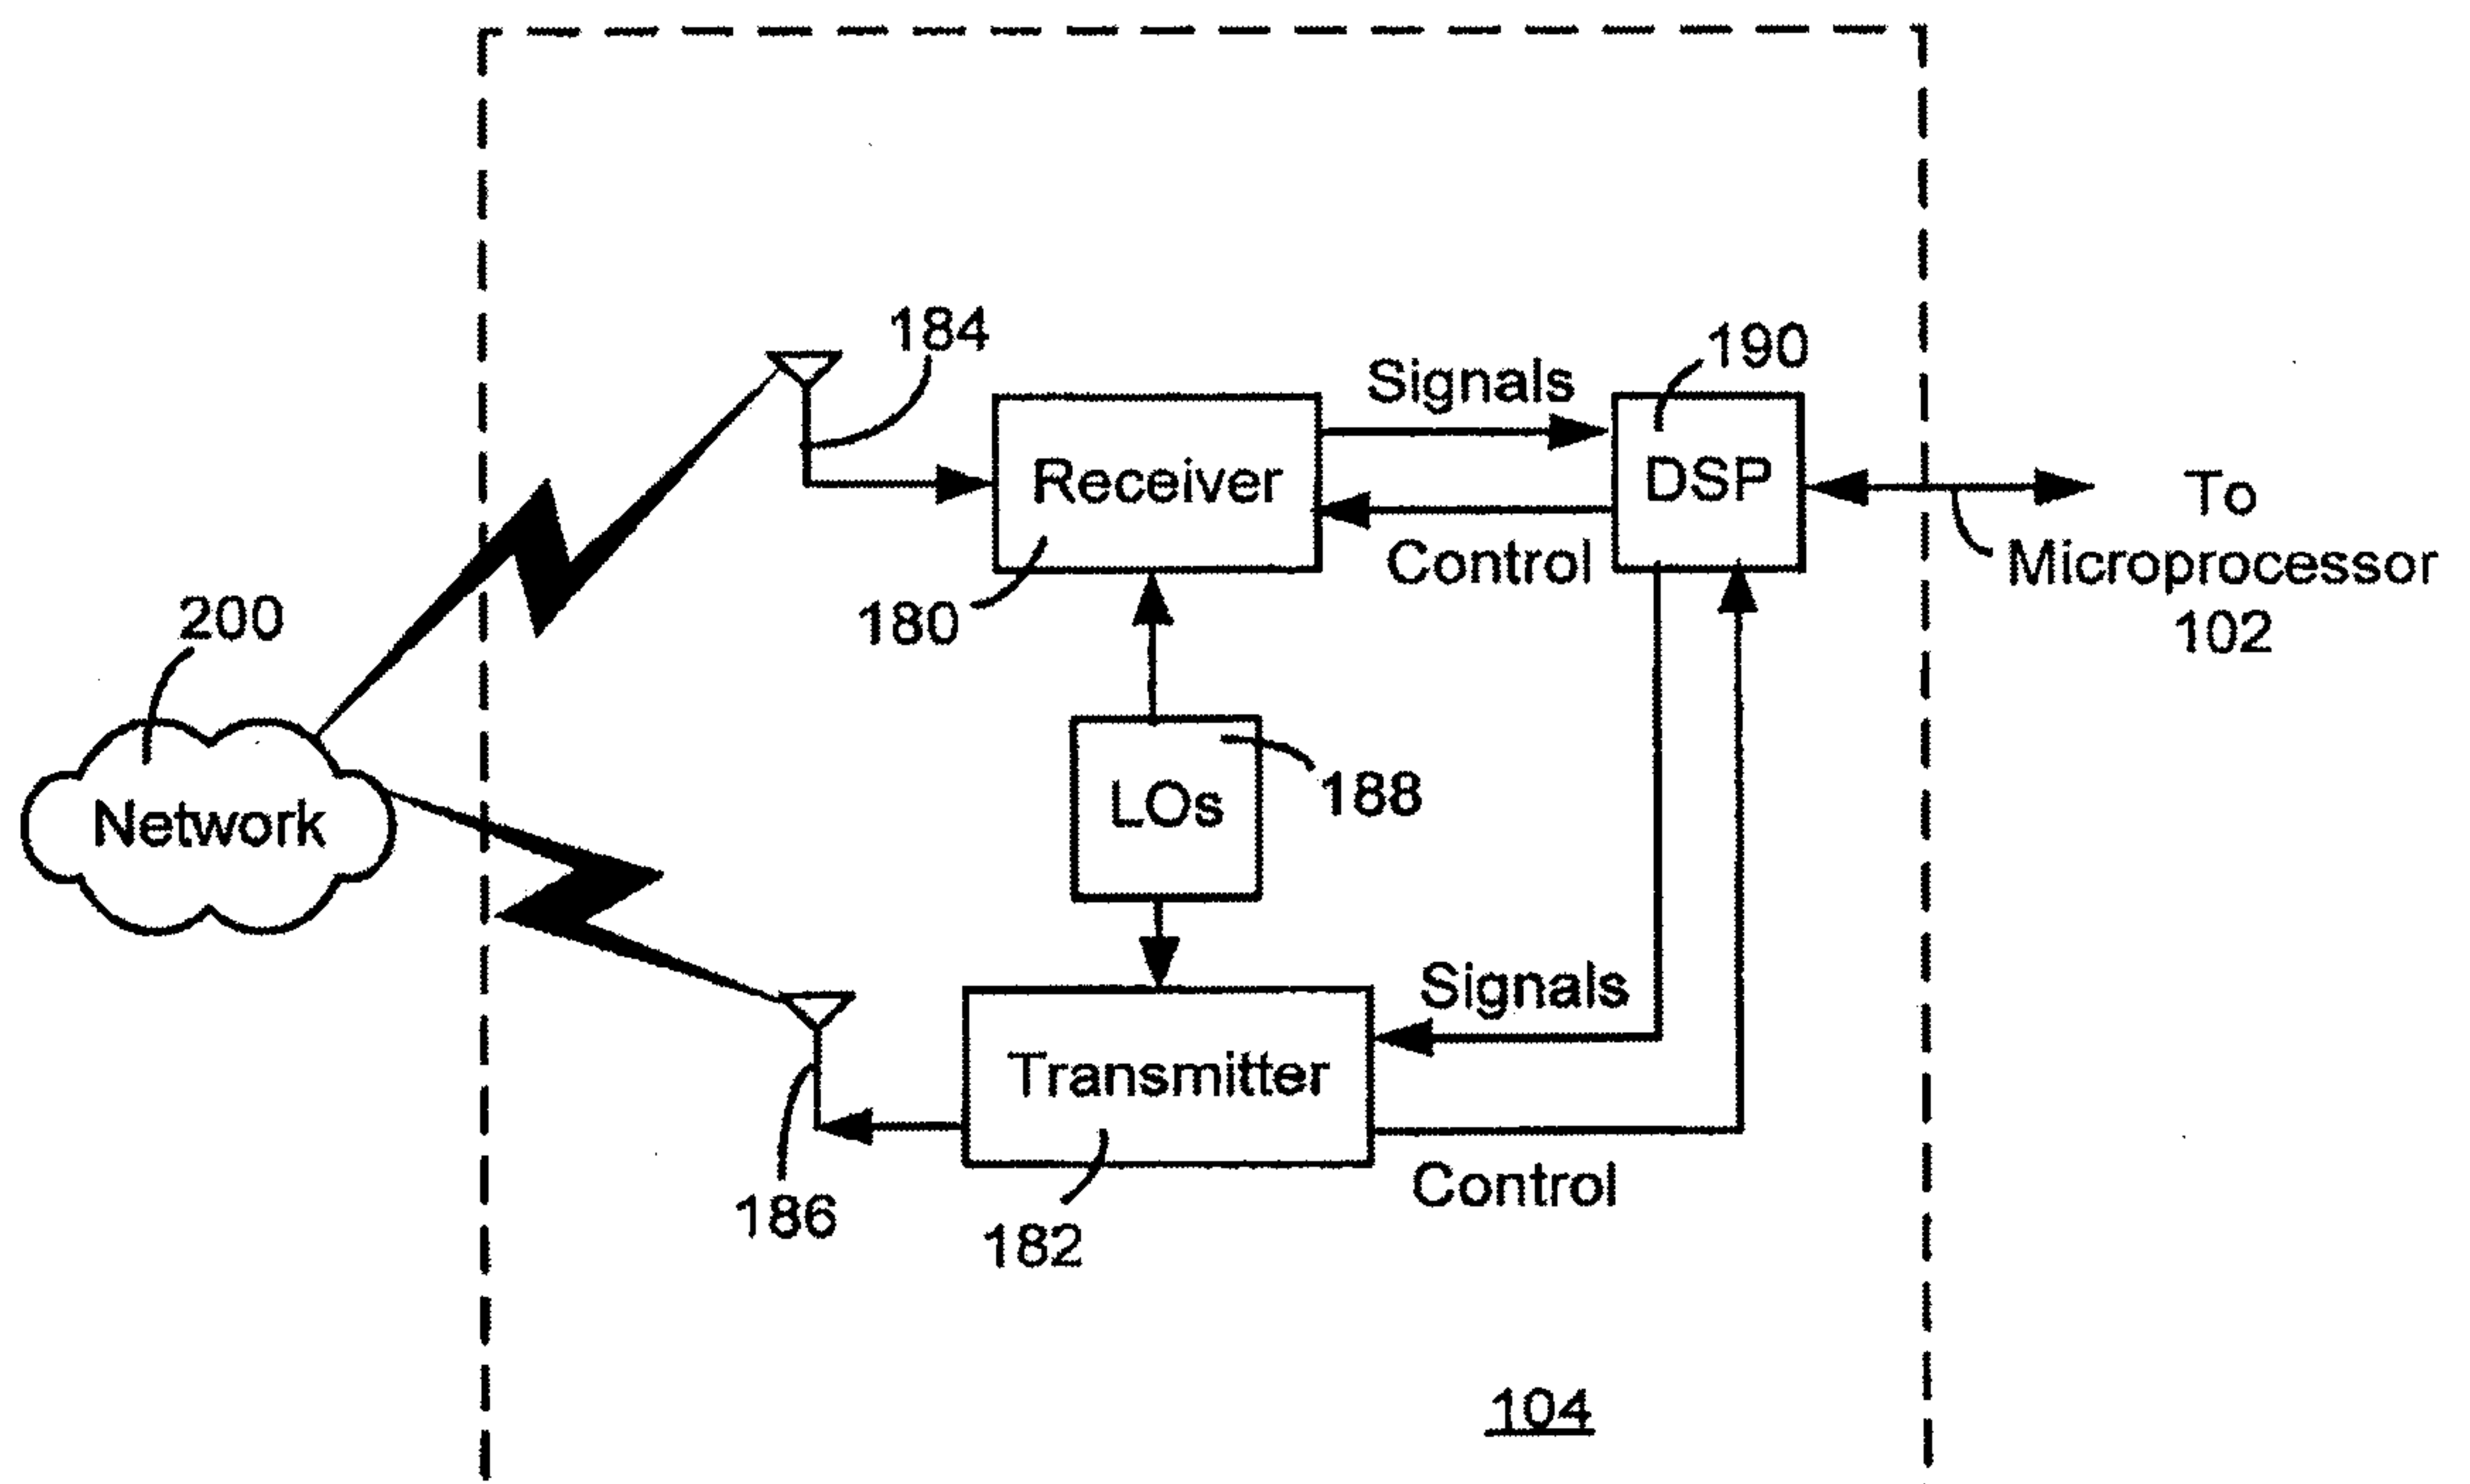 184
190
Signals
Receiver
DSP
To
Control
Microprocessor
200
180
102
188
LOs
Network
Signals
Transmitter
Control
186
182
104